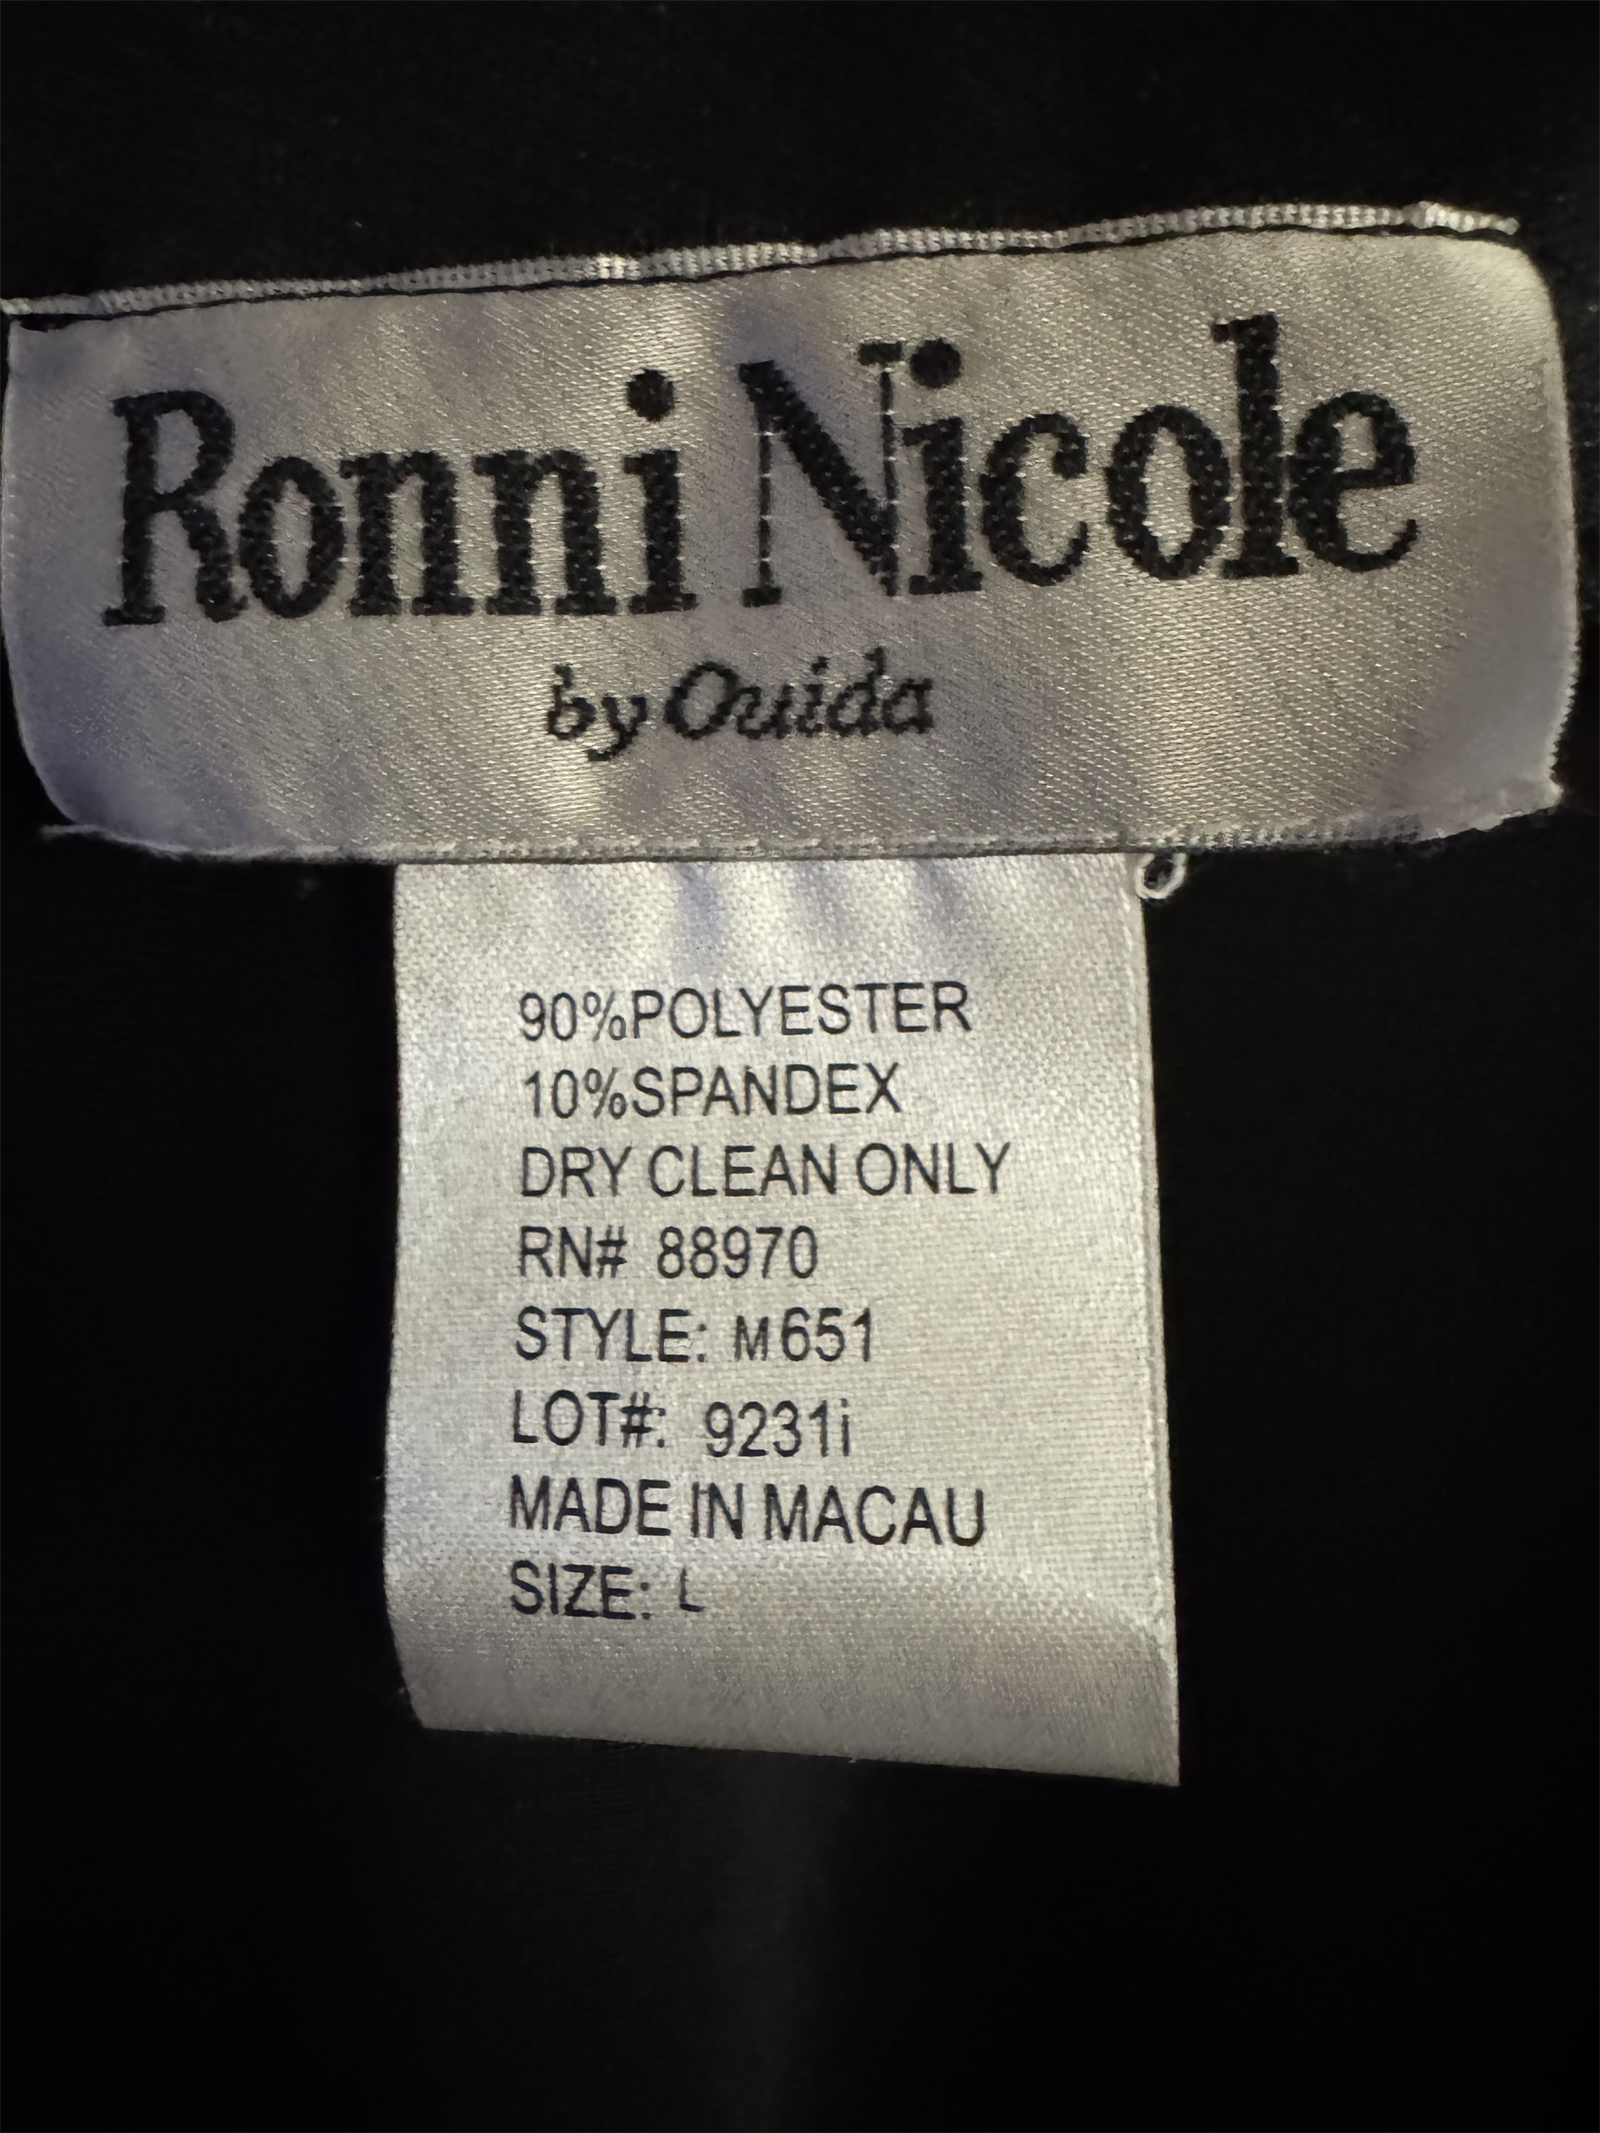 Ronni Nicole
by Ouida
90%POLYESTER
10%SPANDEX
DRY CLEAN ONLY
RN# 88970
STYLE: M651
LOT#: 9231i
MADE IN MACAU
SIZE: L